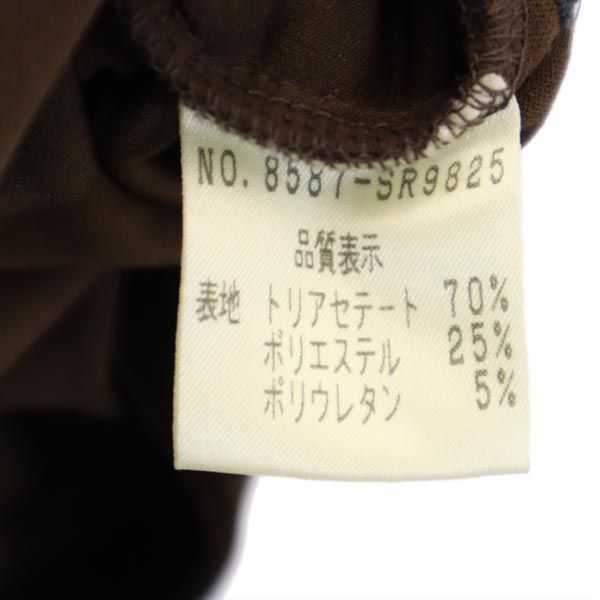 NO. 8587-SR9825
品質表示
表地 トリアセテート 70%
ポリエステル 25%
ポリウレタン 5%